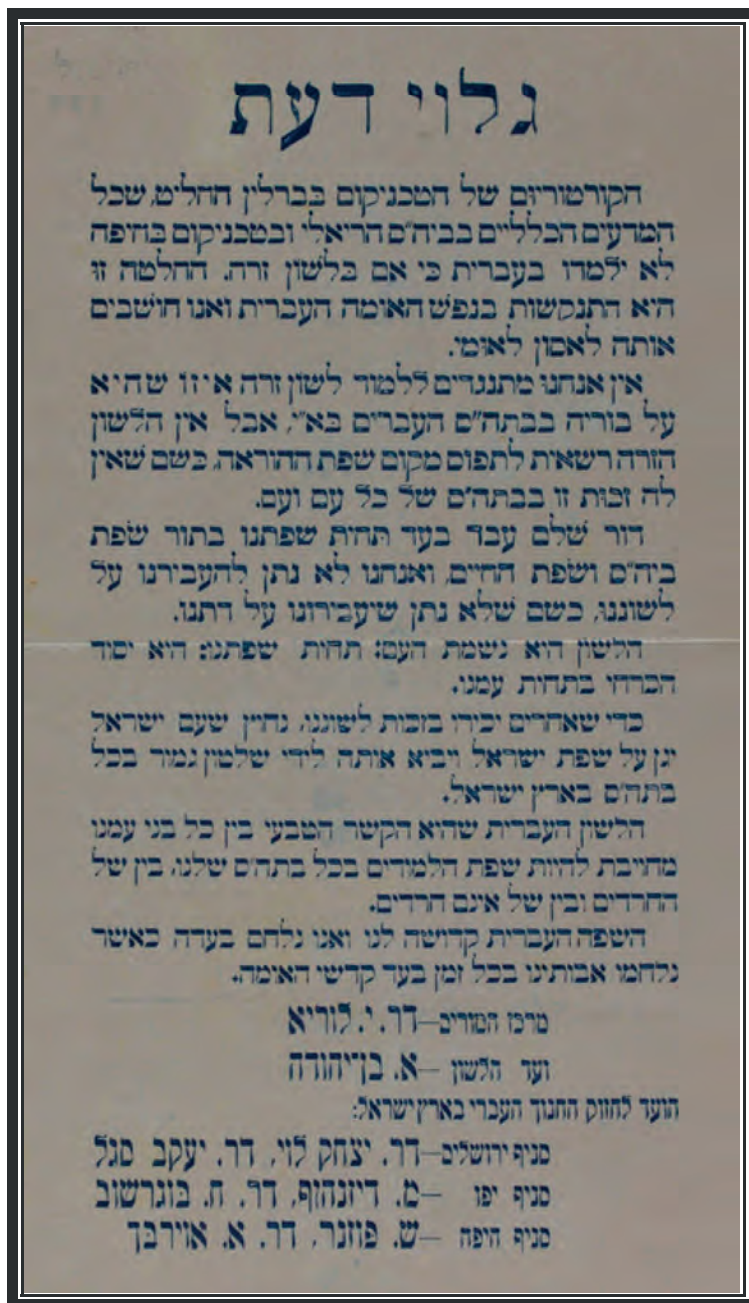 גלוי דעת
הקורטוריום של הטכניקום בברלין החליט, שכל
המדעים הכלליים בביה"ס הריאלי ובטכניקום בחיפה
לא ילמדו בעברית כי אם בלשון זרה. החלטה זו
היא התנקשות בנפש האומה העברית ואנו חושבים
אותה לאסון לאומי.
אין אנחנו מתנגדים ללמוד לשון זרה איזו שהיא
על בוריה בבתה"ס העברים בא"י, אבל אין הלשון
הזרה רשאית לתפוס מקום שפת ההוראה, כשם שאין
לה זכות זו בבתה"ס של כל עם ועם.
דור שלם עבד בעד תחית שפתנו בתור שפת
ביה"ס ושפת החיים, ואנחנו לא נתן להעבירנו על
לשוננו, כשם שלא נתן שיעבירונו על דתנו.
הלשון היא נשמת העם; תחית שפתנו: היא יסוד
הכרחי בתחית עמנו.
כדי שאחרים יכירו בזכות לשוננו, נחוץ שעם ישראל
יגן על שפת ישראל ויביא אותה לידי שלטון גמור בכל
בתה"ס בארץ ישראל.
הלשון העברית שהיא הקשר הטבעי בין כל בני עמנו
מחויבת להיות שפת הלמודים בכל בתה"ס שלנו, בין של
החרדים ובין של אינם חרדים.
השפה העברית קדושה לנו ואנו נלחם בעדה כאשר
נלחמו אבותינו בכל זמן בעד קדשי האומה.
מרכז המורים—דר. י. לוריא
ועד הלשון—א. בן־יהודה
הועד לחזוק החנוך העברי בארץ ישראל:
סניף ירושלים—דר. יצחק לוי, דר. יעקב סגל
סניף יפו—מ. דיזנהוף, דר. ח. בוגרשוב
סניף חיפה—ש. פוזנר, דר. א. אוירבך